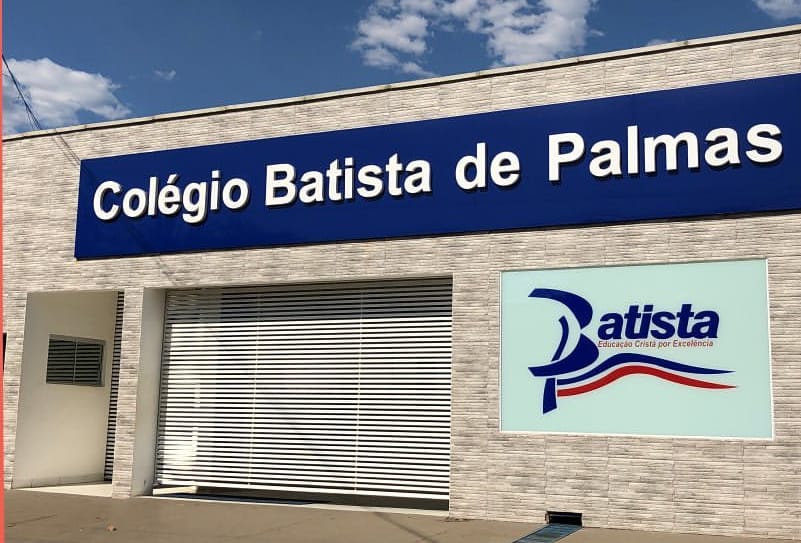 Colégio Batista de Palmas
Batista
Educação Cristã por Excelência